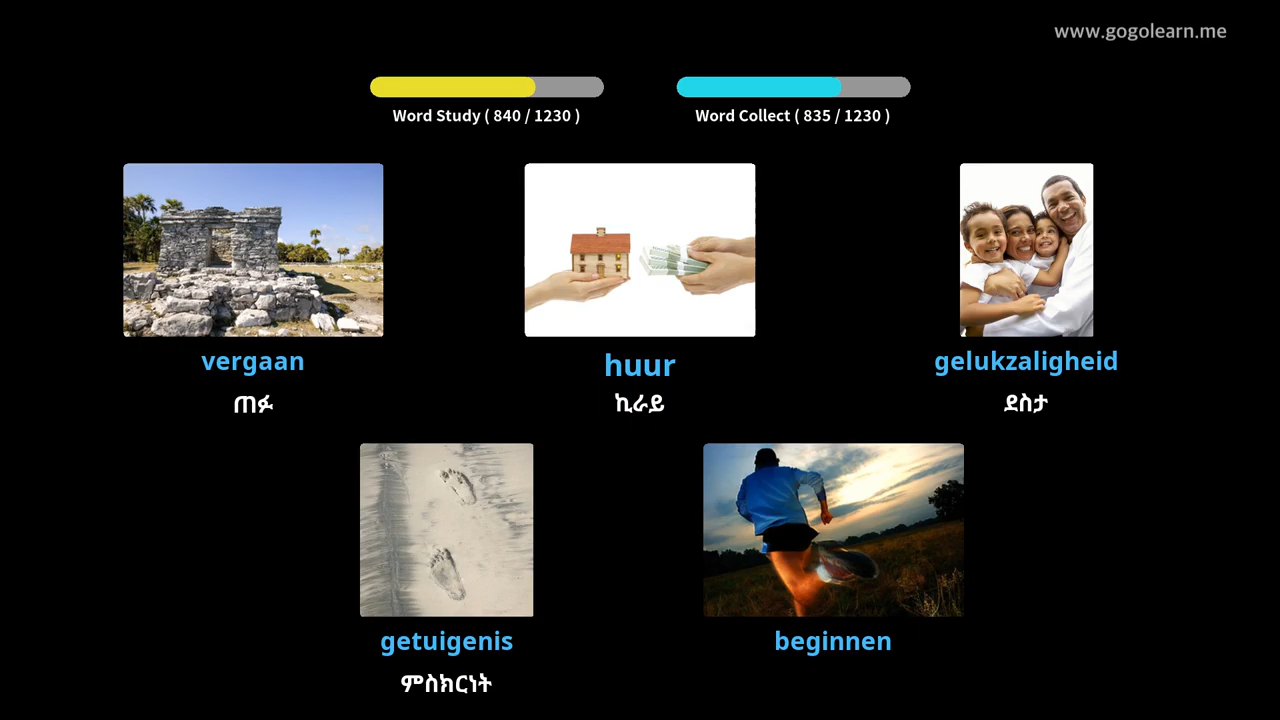 www.gogolearn.me
Word Study ( 840 / 1230 )
Word Collect ( 835 / 1230 )
vergaan
huur
gelukzaligheid
ጠፉ
ኪራይ
ደስታ
getuigenis
beginnen
ምስክርነት